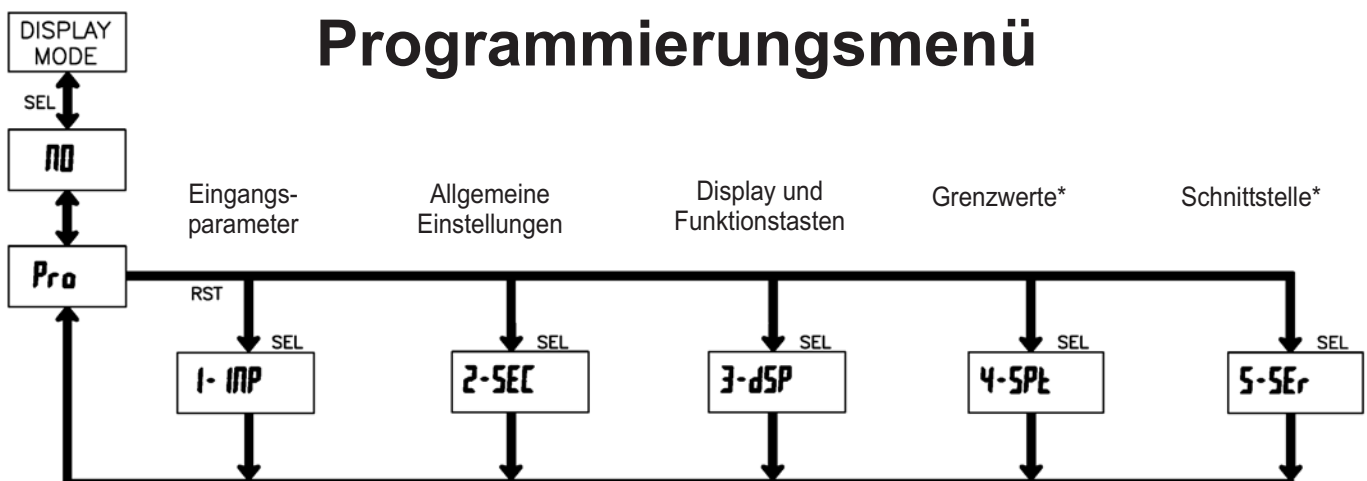 Programmierungsmenü
DISPLAY
MODE
SEL
NO
Pro
RST
Eingangs-
parameter
Allgemeine
Einstellungen
Display und
Funktionstasten
Grenzwerte*
Schnittstelle*
SEL
SEL
SEL
SEL
SEL
1-INP
2-SEC
3-dSP
4-SPt
5-SEr